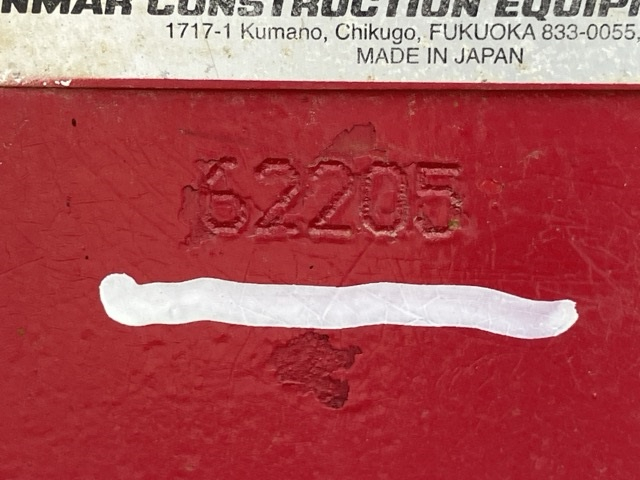 NMAR CONSTRUCTION EQUIP
1717-1 Kumano, Chikugo, FUKUOKA 833-0055,
MADE IN JAPAN
62205